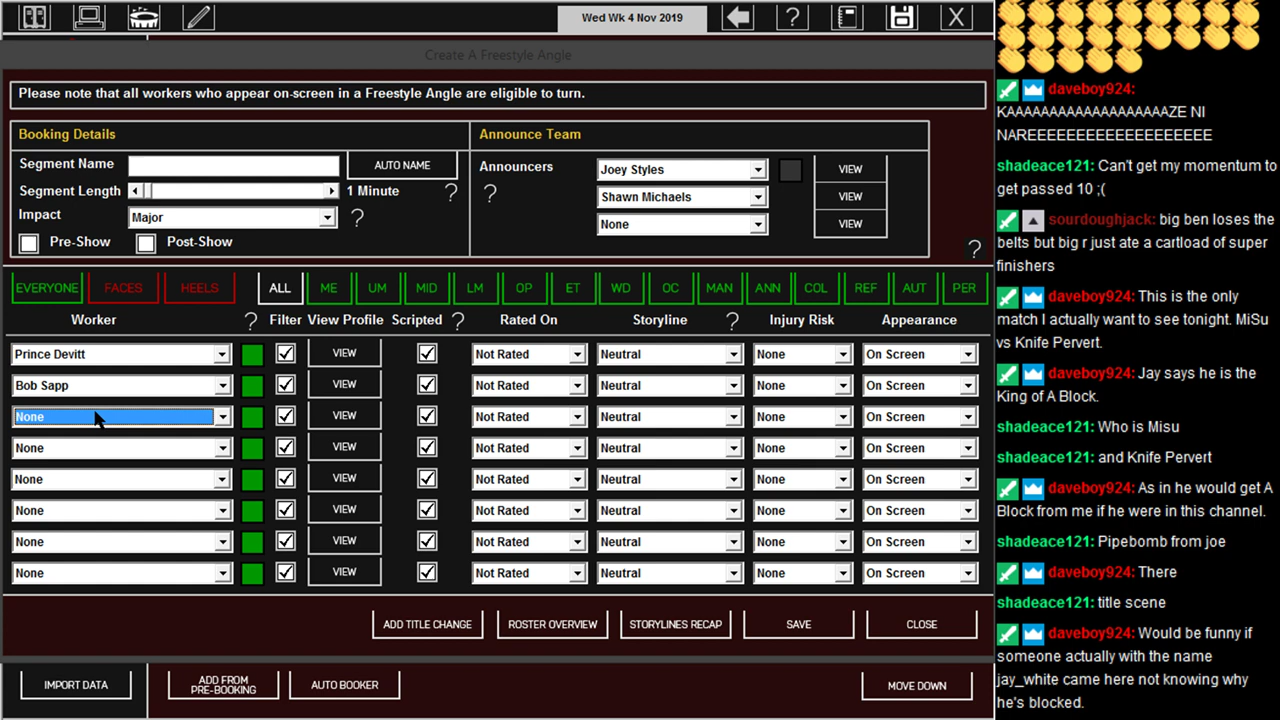 Wed Wk 4 Nov 2019
?
X
Create A Freestyle Angle
Please note that all workers who appear on-screen in a Freestyle Angle are eligible to turn.
Booking Details
Segment Name
AUTO NAME
Segment Length
1 Minute
?
Impact
Major
?
Pre-Show
Post-Show
Announce Team
Announcers
?
Joey Styles
VIEW
Shawn Michaels
VIEW
None
VIEW
?
EVERYONE FACES HEELS ALL ME UM MID LM OP ET WD OC MAN ANN COL REF AUT PER
Worker ? Filter View Profile Scripted ? Rated On Storyline ? Injury Risk Appearance
Prince Devitt VIEW Not Rated Neutral None On Screen
Bob Sapp VIEW Not Rated Neutral None On Screen
None VIEW Not Rated Neutral None On Screen
None VIEW Not Rated Neutral None On Screen
None VIEW Not Rated Neutral None On Screen
None VIEW Not Rated Neutral None On Screen
None VIEW Not Rated Neutral None On Screen
None VIEW Not Rated Neutral None On Screen
ADD TITLE CHANGE ROSTER OVERVIEW STORYLINES RECAP SAVE CLOSE
IMPORT DATA
ADD FROM
PRE-BOOKING
AUTO BOOKER
MOVE DOWN
daveboy924:
KAAAAAAAAAAAAAAAAAAZE NI
NAREEEEEEEEEEEEEEEEEEE
shadeace121: Can't get my momentum to
get passed 10 ;(
sourdoughjack: big ben loses the
belts but big r just ate a cartload of super
finishers
daveboy924: This is the only
match I actually want to see tonight. MiSu
vs Knife Pervert.
daveboy924: Jay says he is the
King of A Block.
shadeace121: Who is Misu
shadeace121: and Knife Pervert
daveboy924: As in he would get A
Block from me if he were in this channel.
shadeace121: Pipebomb from joe
daveboy924: There
shadeace121: title scene
daveboy924: Would be funny if
someone actually with the name
jay_white came here not knowing why
he's blocked.